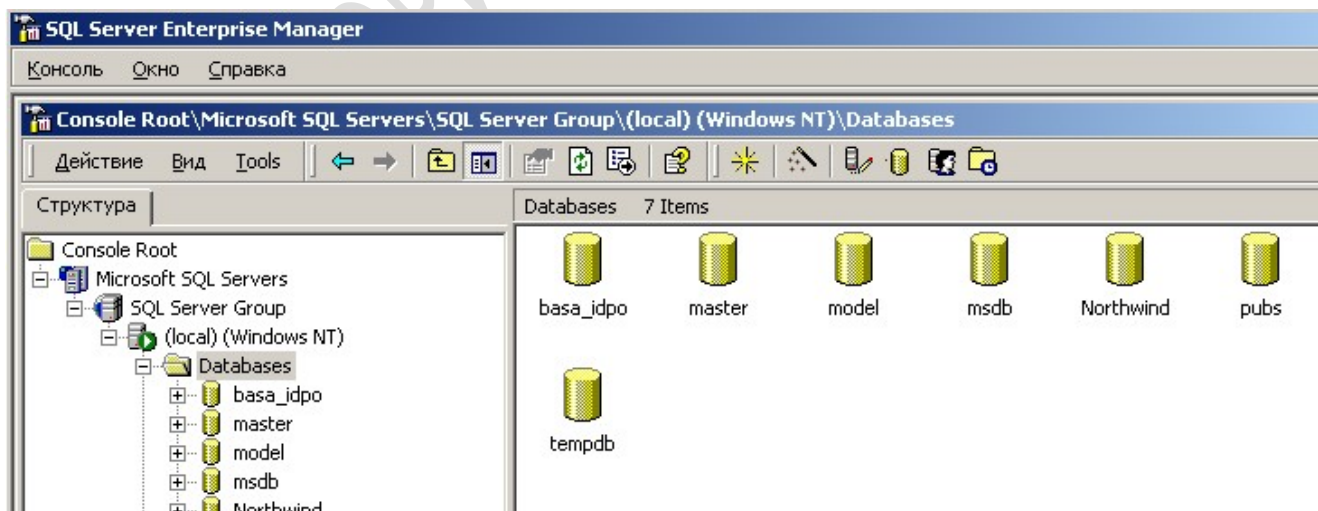 SQL Server Enterprise Manager
Консоль Окно Справка
Console Root\Microsoft SQL Servers\SQL Server Group\(local) (Windows NT)\Databases
Действие Вид Tools
Структура
Databases 7 Items
Console Root
Microsoft SQL Servers
SQL Server Group
(local) (Windows NT)
Databases
basa_idpo
master
model
msdb
Northwind
basa_idpo master model msdb Northwind pubs
tempdb